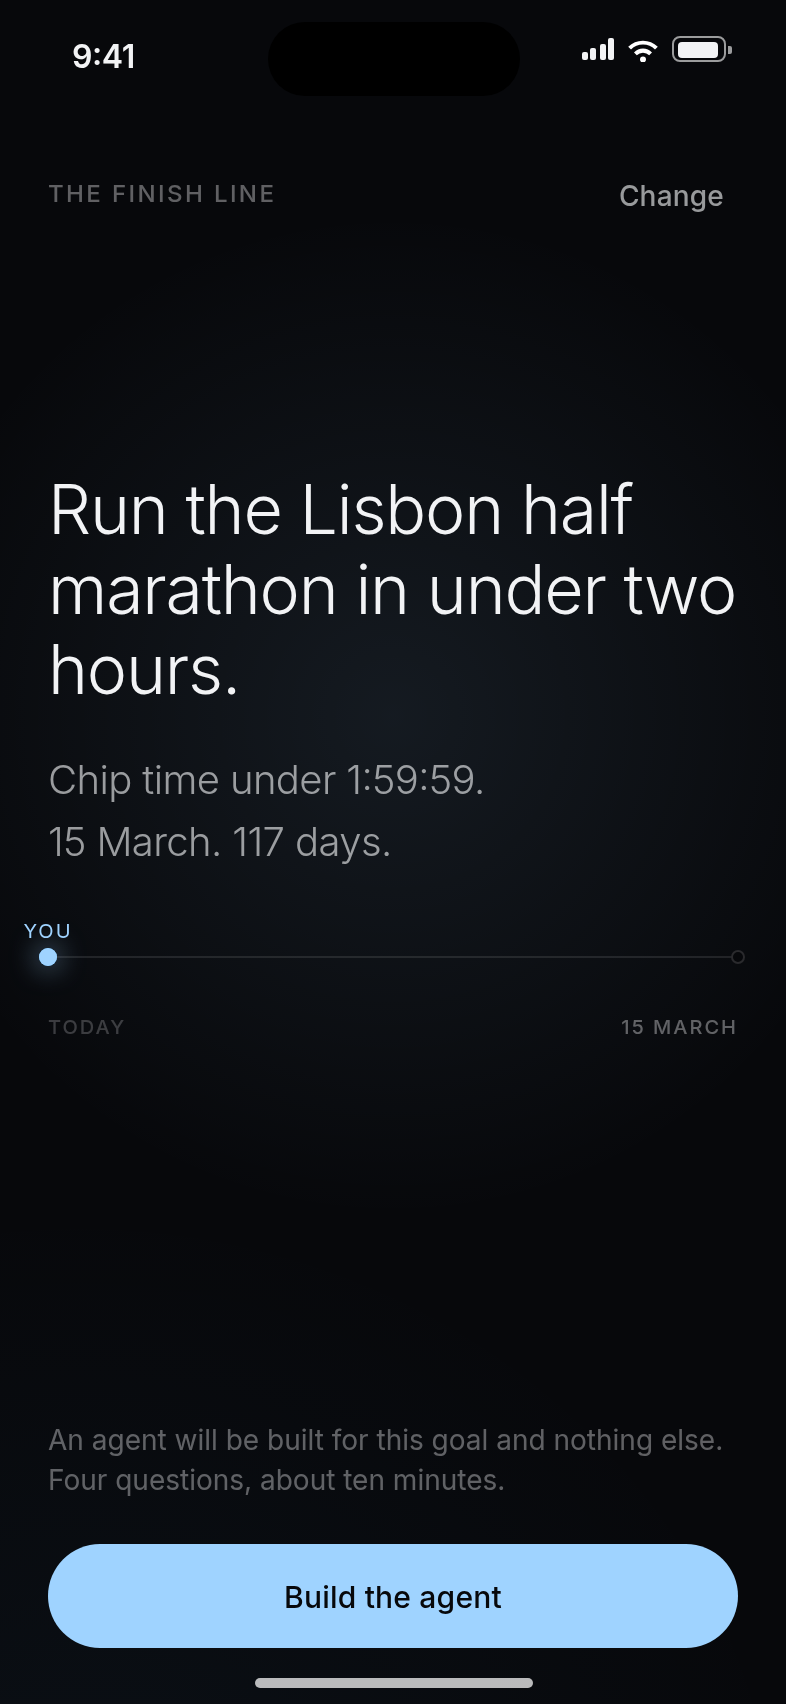 9:41
THE FINISH LINE
Change
Run the Lisbon half
marathon in under two
hours.
Chip time under 1:59:59.
15 March. 117 days.
YOU
TODAY
15 MARCH
An agent will be built for this goal and nothing else.
Four questions, about ten minutes.
Build the agent